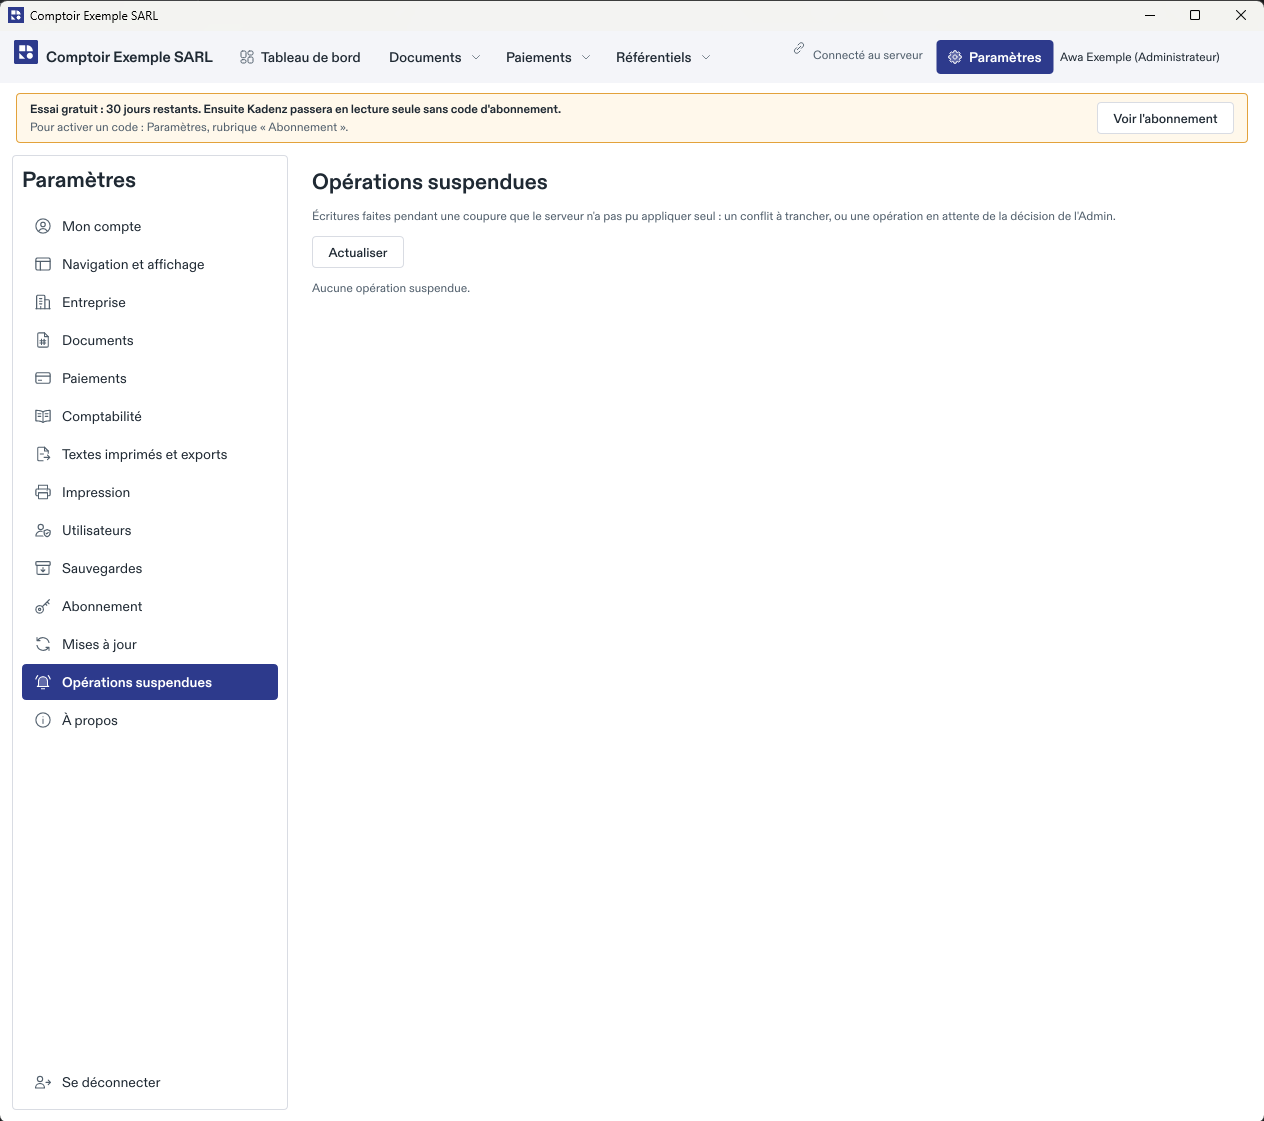 Comptoir Exemple SARL
Comptoir Exemple SARL
Tableau de bord
Documents
Paiements
Référentiels
Connecté au serveur
Paramètres
Awa Exemple (Administrateur)
Essai gratuit : 30 jours restants. Ensuite Kadenz passera en lecture seule sans code d'abonnement.
Pour activer un code : Paramètres, rubrique « Abonnement ».
Voir l'abonnement
Paramètres
Mon compte
Navigation et affichage
Entreprise
Documents
Paiements
Comptabilité
Textes imprimés et exports
Impression
Utilisateurs
Sauvegardes
Abonnement
Mises à jour
Opérations suspendues
À propos
Se déconnecter
Opérations suspendues
Écritures faites pendant une coupure que le serveur n'a pas pu appliquer seul : un conflit à trancher, ou une opération en attente de la décision de l'Admin.
Actualiser
Aucune opération suspendue.